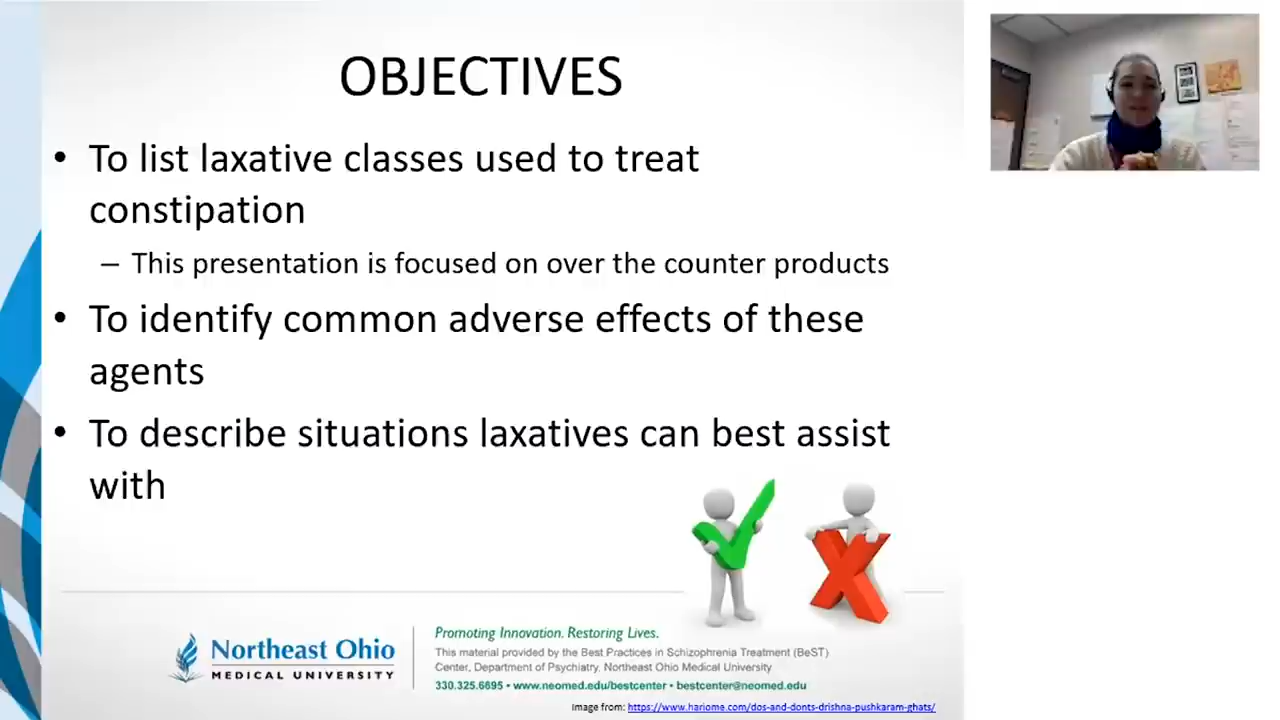 OBJECTIVES
• To list laxative classes used to treat
constipation
– This presentation is focused on over the counter products
• To identify common adverse effects of these
agents
• To describe situations laxatives can best assist
with
Northeast Ohio
MEDICAL UNIVERSITY
Promoting Innovation. Restoring Lives.
This material provided by the Best Practices in Schizophrenia Treatment (BeST)
Center, Department of Psychiatry, Northeast Ohio Medical University
330.325.6695 • www.neomed.edu/bestcenter • bestcenter@neomed.edu
Image from: https://www.hariome.com/dos-and-donts-drishna-pushkaram-ghats/